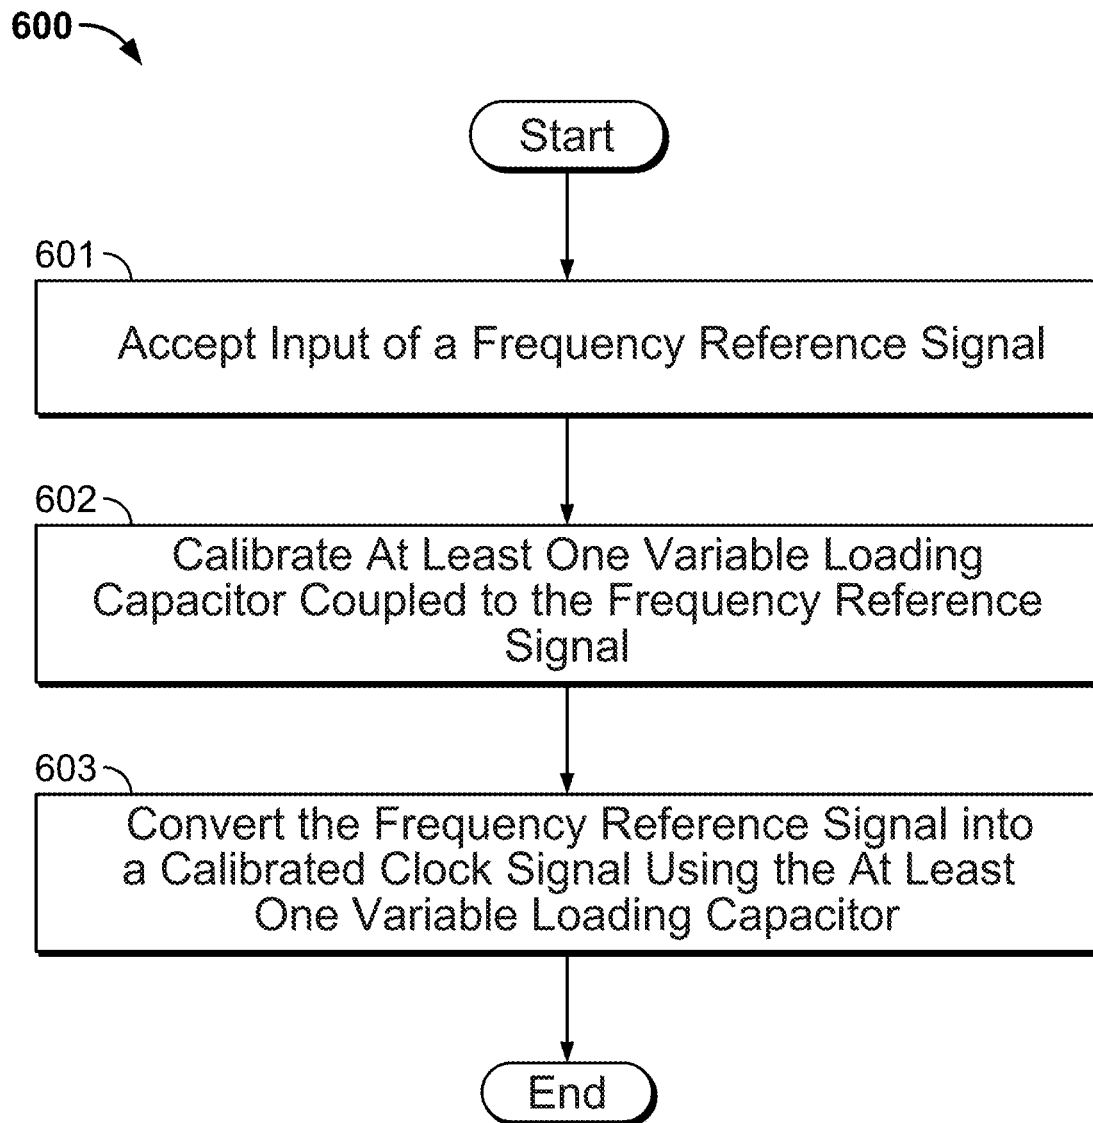 600
Start
601
Accept Input of a Frequency Reference Signal
602
Calibrate At Least One Variable Loading
Capacitor Coupled to the Frequency Reference
Signal
603
Convert the Frequency Reference Signal into
a Calibrated Clock Signal Using the At Least
One Variable Loading Capacitor
End